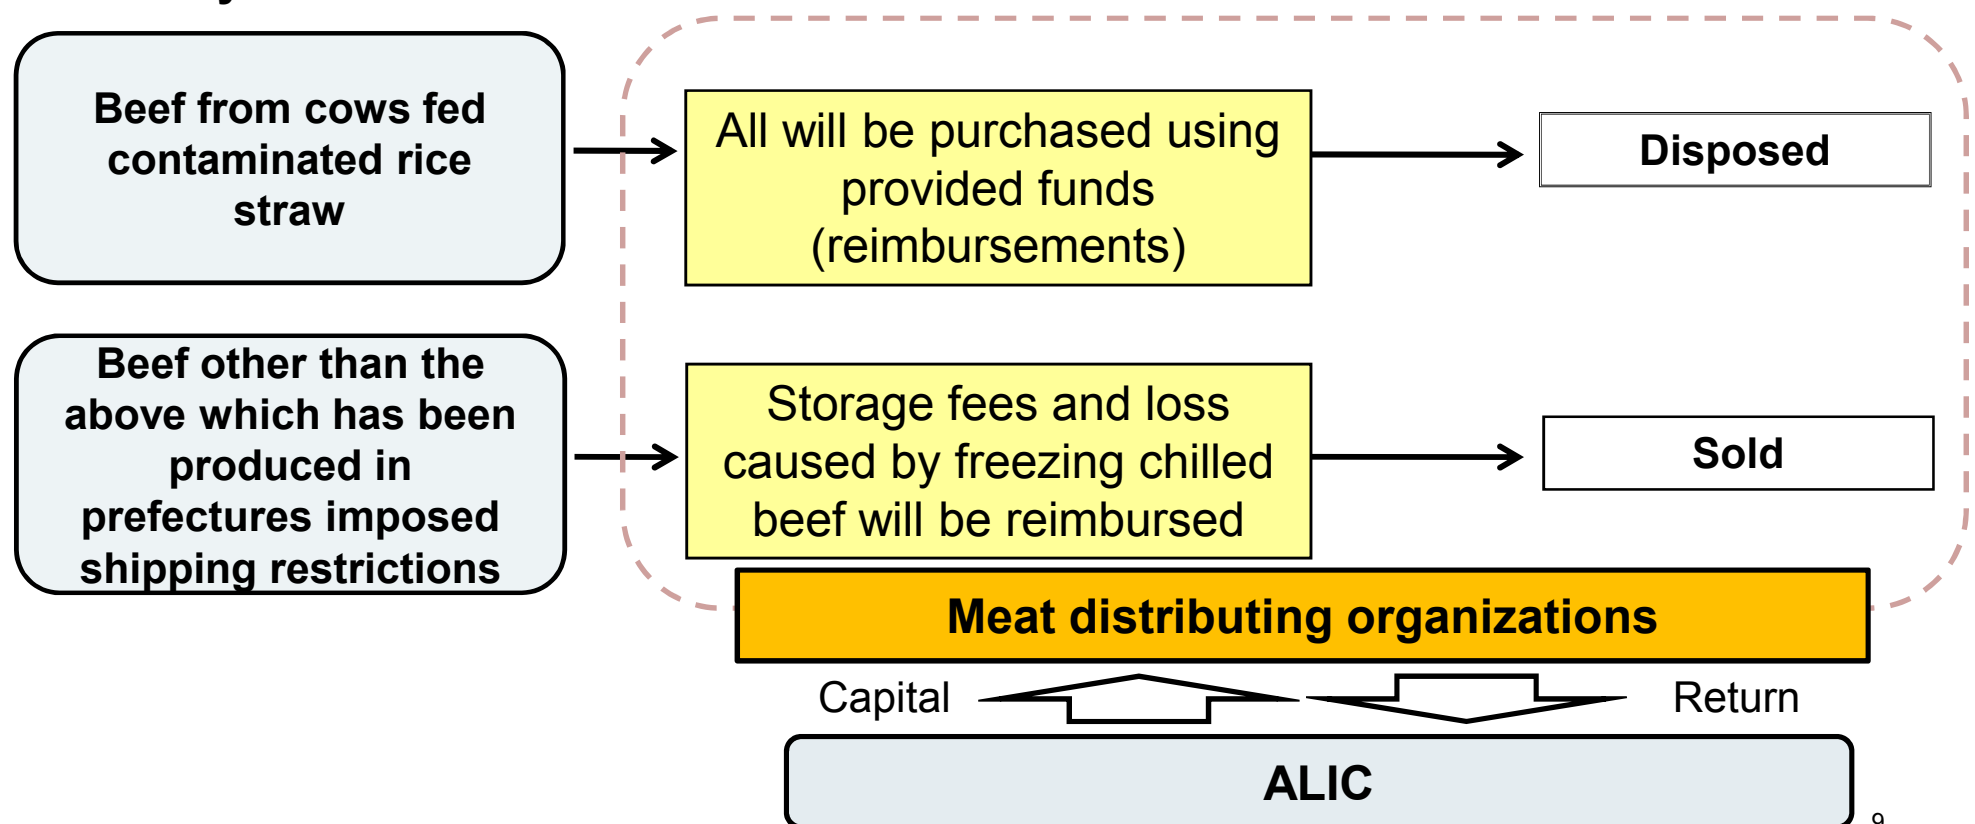 Beef from cows fed
contaminated rice
straw
All will be purchased using
provided funds
(reimbursements)
Disposed
Beef other than the
above which has been
produced in
prefectures imposed
shipping restrictions
Storage fees and loss
caused by freezing chilled
beef will be reimbursed
Sold
Meat distributing organizations
Capital
Return
ALIC
9